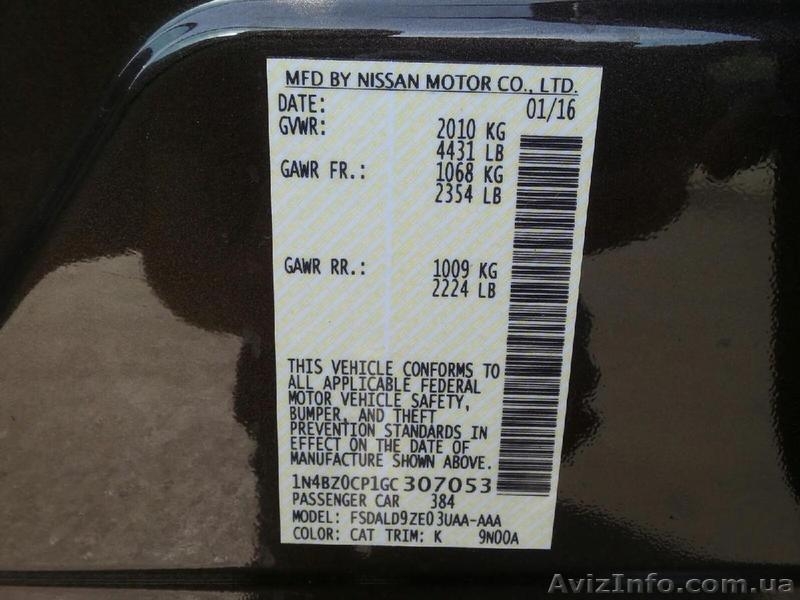 MFD BY NISSAN MOTOR CO., LTD.
DATE: 01/16
GVWR: 2010 KG
4431 LB
GAWR FR.: 1068 KG
2354 LB
GAWR RR.: 1009 KG
2224 LB
THIS VEHICLE CONFORMS TO
ALL APPLICABLE FEDERAL
MOTOR VEHICLE SAFETY,
BUMPER, AND THEFT
PREVENTION STANDARDS IN
EFFECT ON THE DATE OF
MANUFACTURE SHOWN ABOVE.
1N4BZ0CP1GC307053
PASSENGER CAR 384
MODEL: FSDALD9ZE03UAA-AAA
COLOR: CAT TRIM: K 9N00A
AvizInfo.com.ua